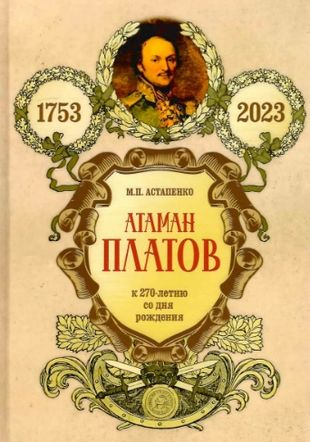 1753
2023
М.П. АСТАПЕНКО
АТАМАН
ПЛАТОВ
к 270-летию
со дня
рождения